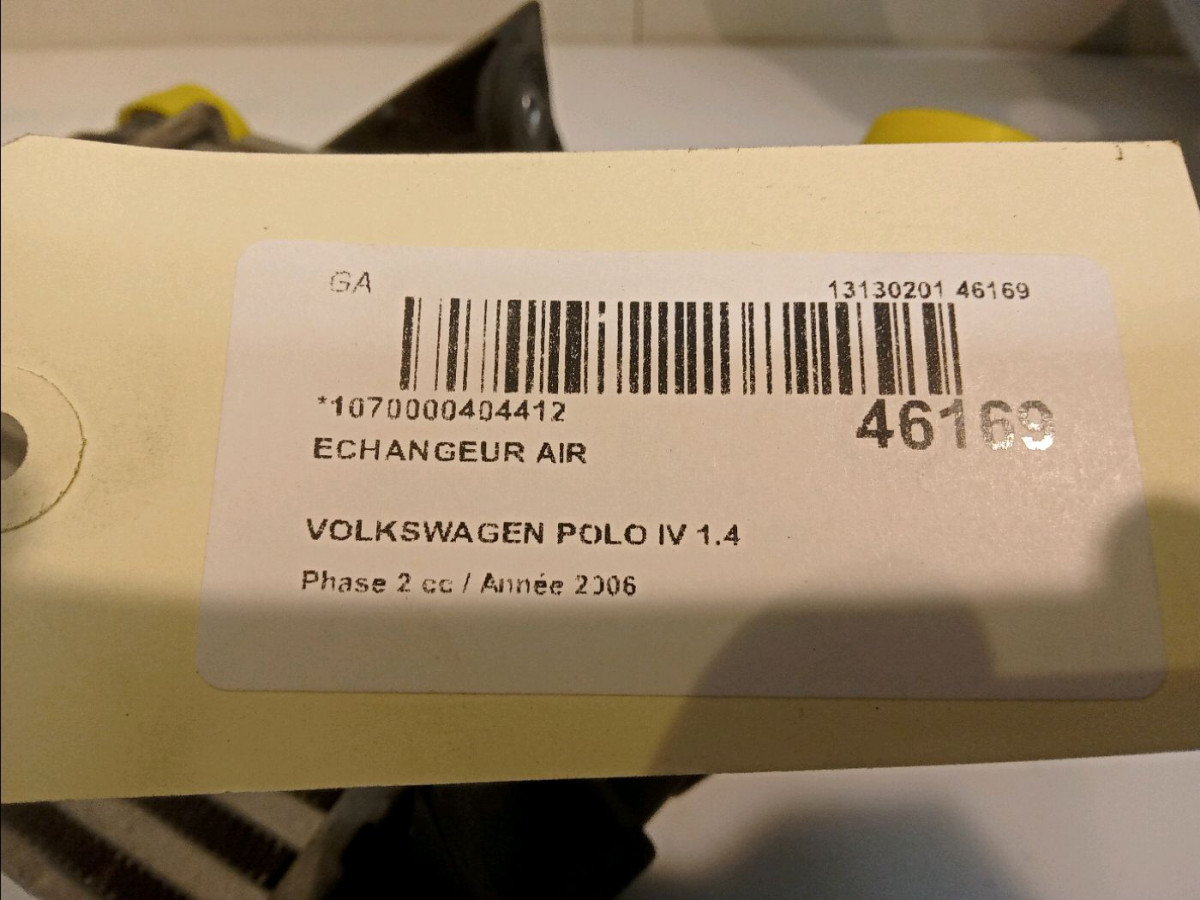 GA
13130201 46169
*1070000404412
46169
ECHANGEUR AIR
VOLKSWAGEN POLO IV 1.4
Phase 2 cc / Année 2006